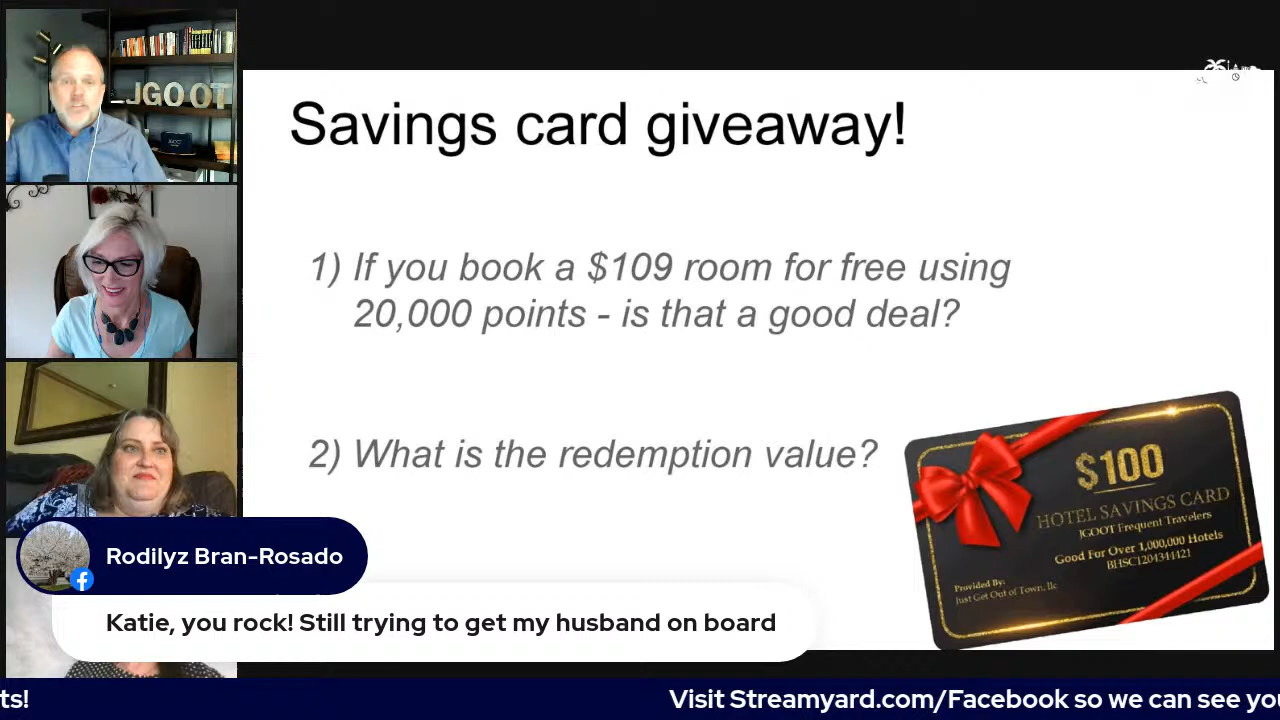 _JGOOT
Savings card giveaway!
1) If you book a $109 room for free using
20,000 points - is that a good deal?
2) What is the redemption value?
$100
HOTEL SAVINGS CARD
JGOOT Frequent Travelers
Good For Over 1,000,000 Hotels
BHSC1204344421
Provided By:
Just Get Out of Town, llc
Rodilyz Bran-Rosado
Katie, you rock! Still trying to get my husband on board
ts!
Visit Streamyard.com/Facebook so we can see you